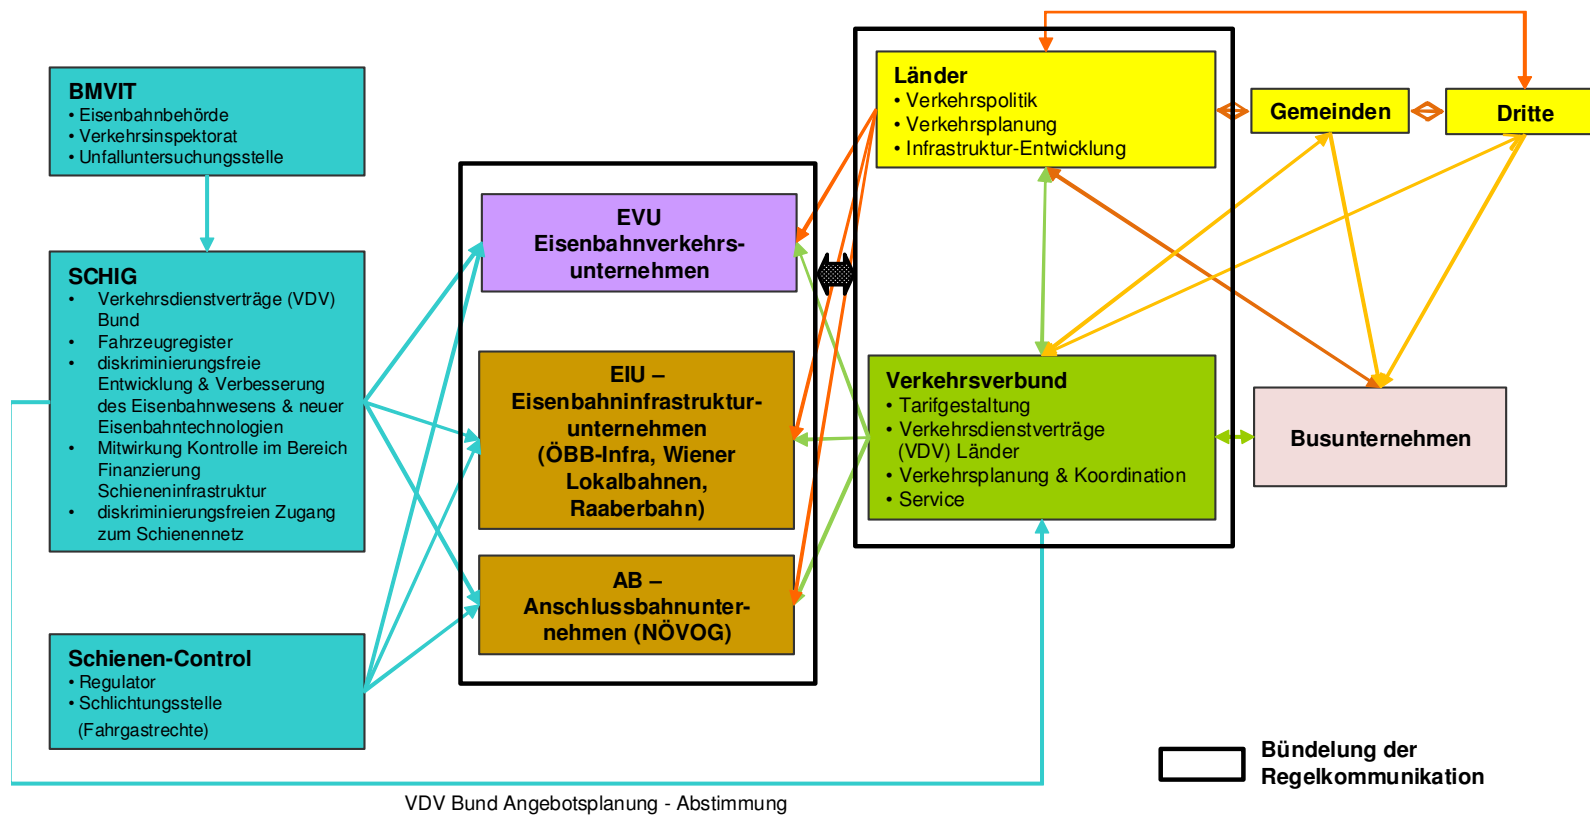 BMVIT
• Eisenbahnbehörde
• Verkehrsinspektorat
• Unfalluntersuchungsstelle
SCHIG
• Verkehrsdienstverträge (VDV)
Bund
• Fahrzeugregister
• diskriminierungsfreie
Entwicklung & Verbesserung
des Eisenbahnwesens & neuer
Eisenbahntechnologien
• Mitwirkung Kontrolle im Bereich
Finanzierung
Schieneninfrastruktur
• diskriminierungsfreien Zugang
zum Schienennetz
Schienen-Control
• Regulator
• Schlichtungsstelle
(Fahrgastrechte)
EVU
Eisenbahnverkehrs-
unternehmen
EIU –
Eisenbahninfrastruktur-
unternehmen
(ÖBB-Infra, Wiener
Lokalbahnen,
Raaberbahn)
AB –
Anschlussbahnunter-
nehmen (NÖVOG)
Länder
• Verkehrspolitik
• Verkehrsplanung
• Infrastruktur-Entwicklung
Gemeinden
Dritte
Verkehrsverbund
• Tarifgestaltung
• Verkehrsdienstverträge
(VDV) Länder
• Verkehrsplanung & Koordination
• Service
Busunternehmen
Bündelung der
Regelkommunikation
VDV Bund Angebotsplanung - Abstimmung